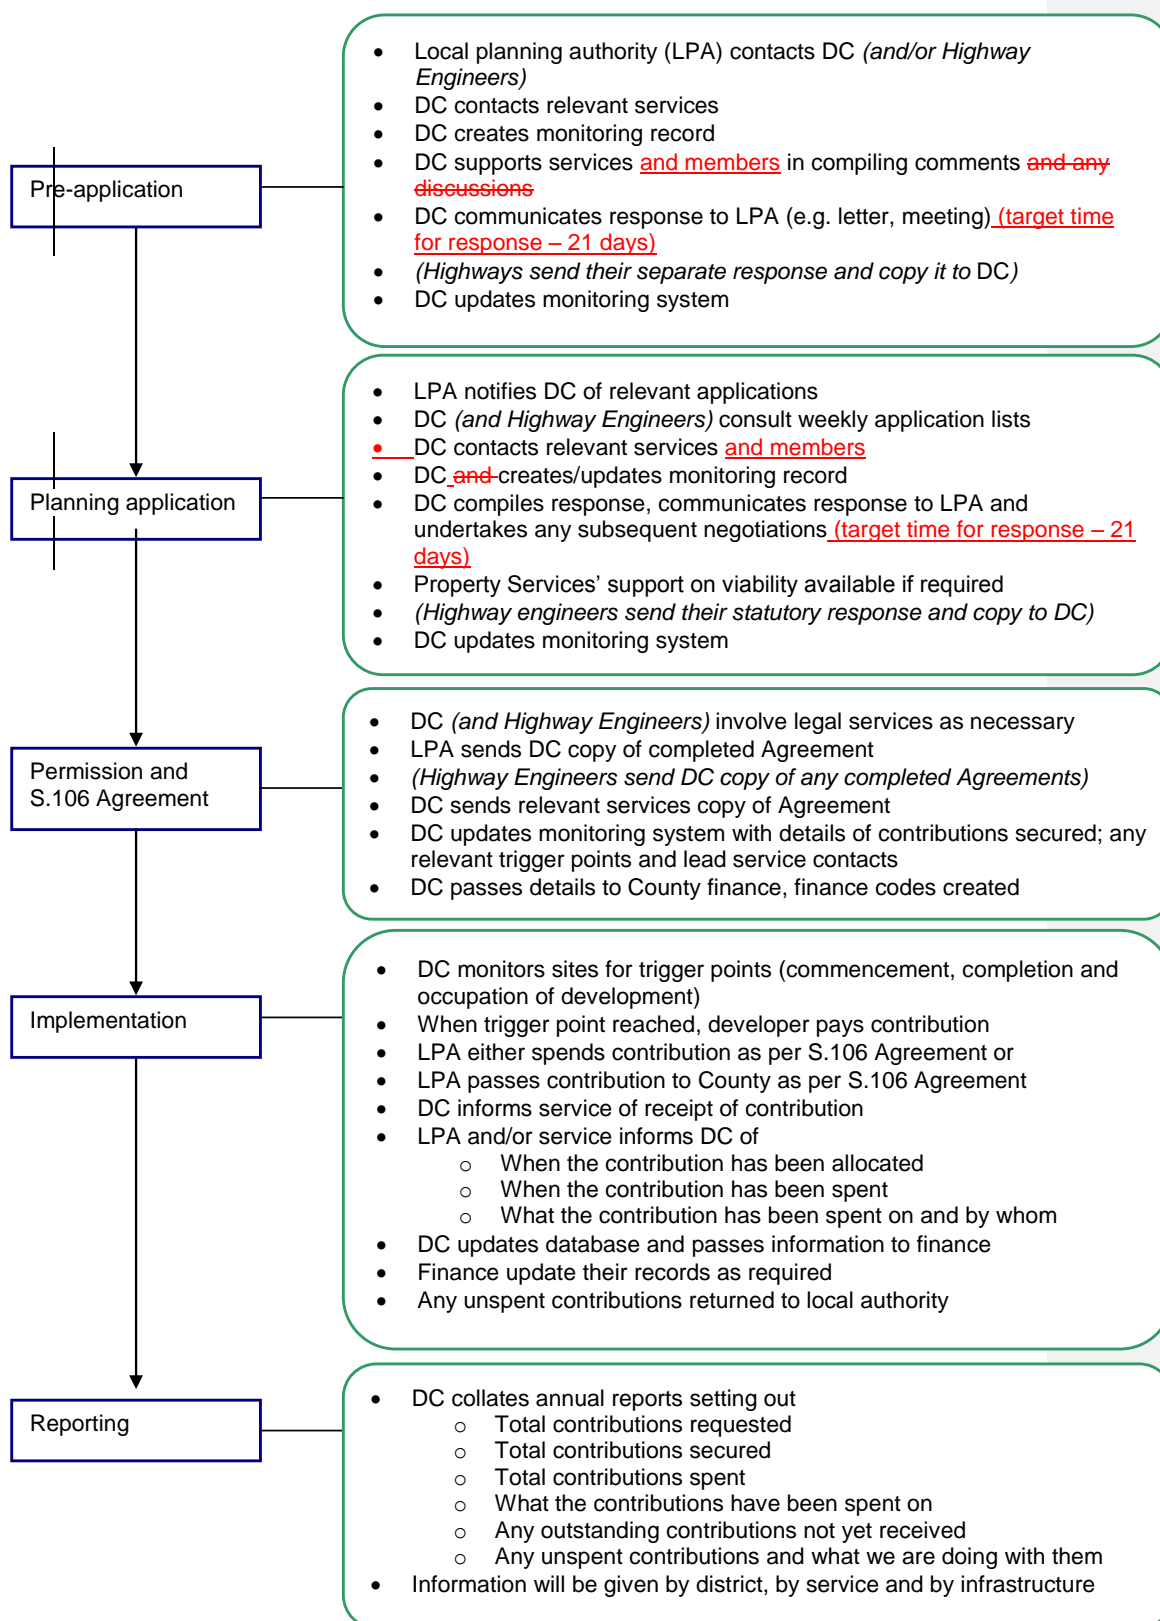 • Local planning authority (LPA) contacts DC (and/or Highway
Engineers)
• DC contacts relevant services
• DC creates monitoring record
• DC supports services and members in compiling comments and any
discussions
• DC communicates response to LPA (e.g. letter, meeting) (target time
for response – 21 days)
• (Highways send their separate response and copy it to DC)
• DC updates monitoring system
Pre-application
• LPA notifies DC of relevant applications
• DC (and Highway Engineers) consult weekly application lists
• DC contacts relevant services and members
• DC and creates/updates monitoring record
• DC compiles response, communicates response to LPA and
undertakes any subsequent negotiations (target time for response – 21
days)
• Property Services’ support on viability available if required
• (Highway engineers send their statutory response and copy to DC)
• DC updates monitoring system
Planning application
• DC (and Highway Engineers) involve legal services as necessary
• LPA sends DC copy of completed Agreement
• (Highway Engineers send DC copy of any completed Agreements)
• DC sends relevant services copy of Agreement
• DC updates monitoring system with details of contributions secured; any
relevant trigger points and lead service contacts
• DC passes details to County finance, finance codes created
Permission and
S.106 Agreement
• DC monitors sites for trigger points (commencement, completion and
occupation of development)
• When trigger point reached, developer pays contribution
• LPA either spends contribution as per S.106 Agreement or
• LPA passes contribution to County as per S.106 Agreement
• DC informs service of receipt of contribution
• LPA and/or service informs DC of
o When the contribution has been allocated
o When the contribution has been spent
o What the contribution has been spent on and by whom
• DC updates database and passes information to finance
• Finance update their records as required
• Any unspent contributions returned to local authority
Implementation
• DC collates annual reports setting out
o Total contributions requested
o Total contributions secured
o Total contributions spent
o What the contributions have been spent on
o Any outstanding contributions not yet received
o Any unspent contributions and what we are doing with them
• Information will be given by district, by service and by infrastructure
Reporting